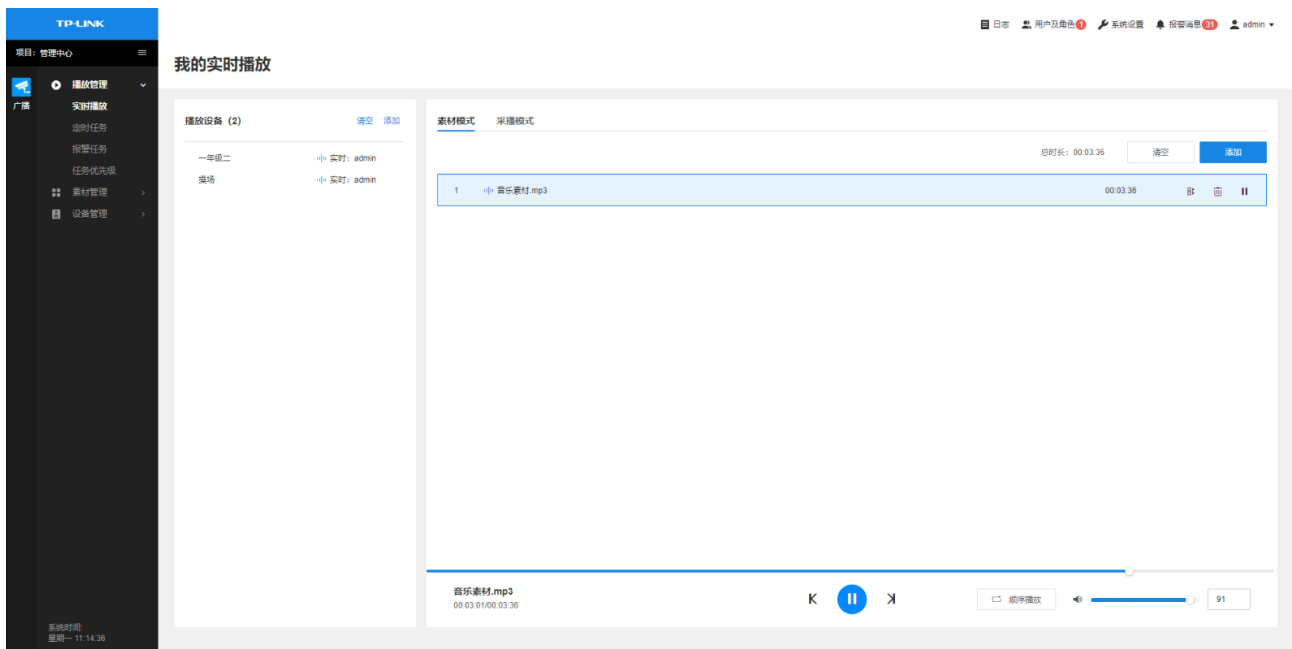 TP-LINK
日志 用户及角色 1 系统设置 报警消息 31 admin
项目：管理中心
我的实时播放
广播
播放管理
实时播放
定时任务
报警任务
任务优先级
素材管理
设备管理
播放设备（2） 清空 添加
一年级二 实时：admin
操场 实时：admin
素材模式 采播模式
总时长：00:03:36 清空 添加
1 音乐素材.mp3 00:03:36
音乐素材.mp3
00:03:01/00:03:36
顺序播放 91
系统时间:
星期一 11:14:36